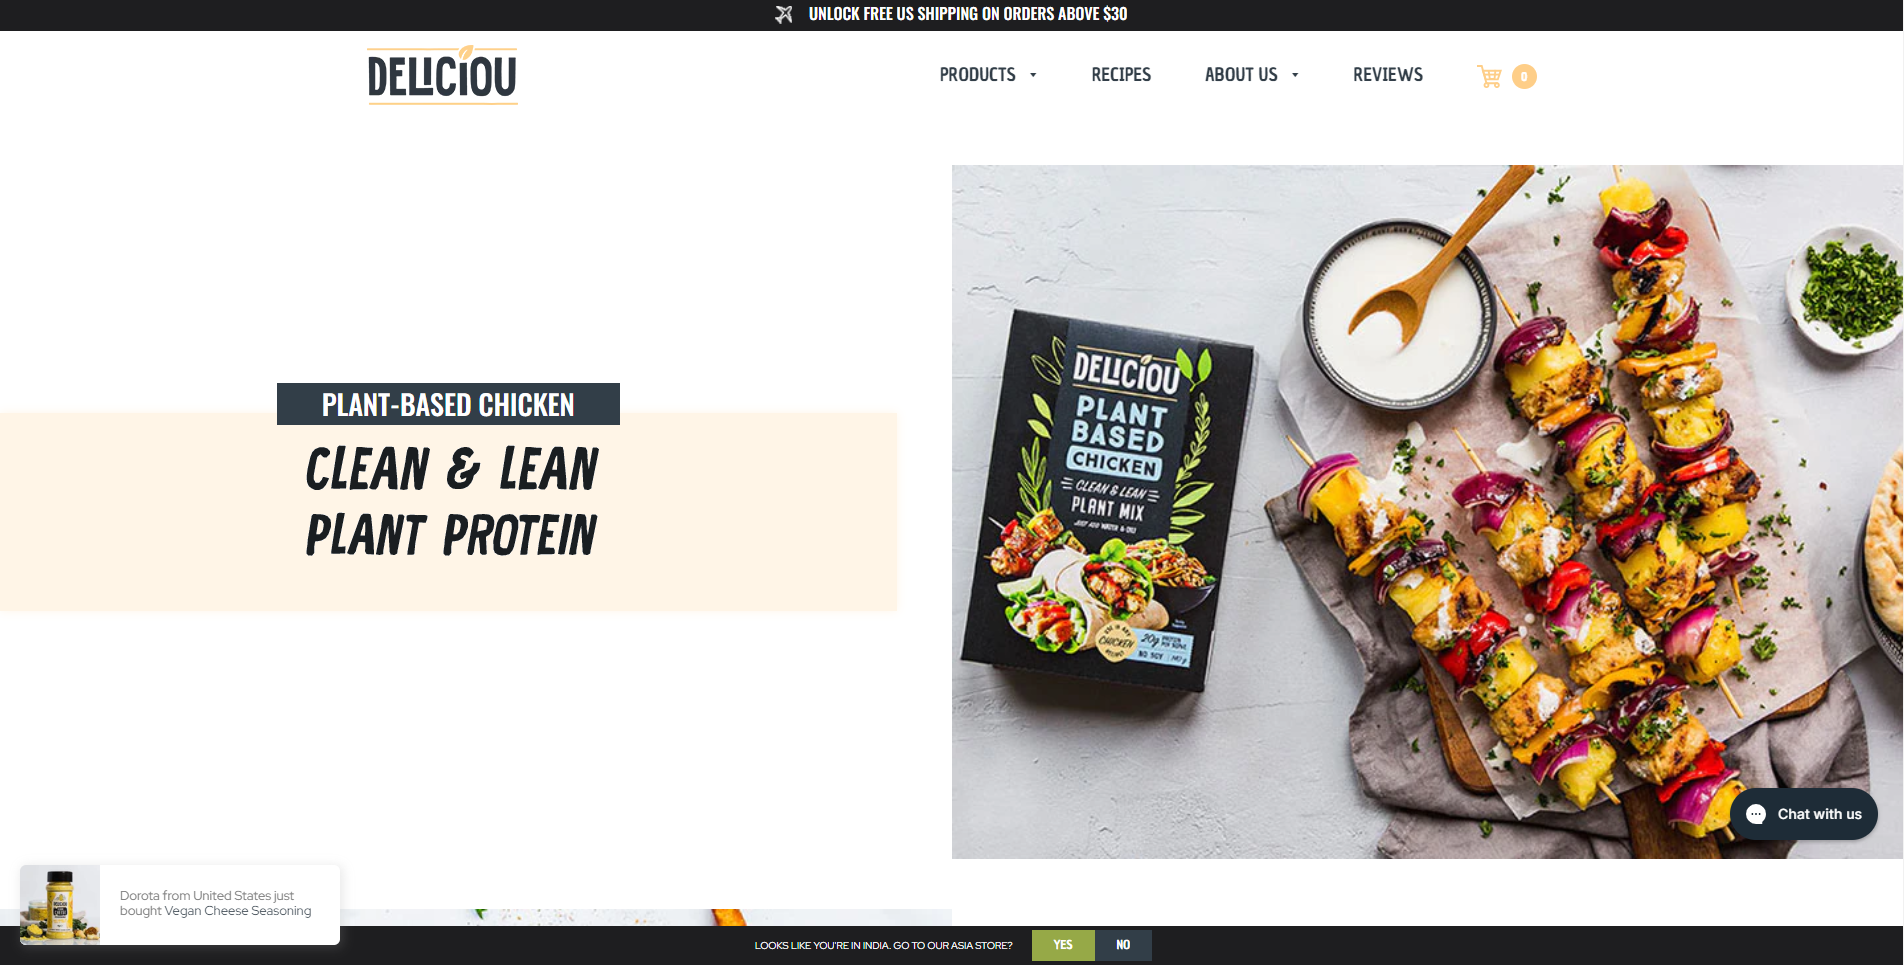 UNLOCK FREE US SHIPPING ON ORDERS ABOVE $30
DELICIOU
PRODUCTS
RECIPES
ABOUT US
REVIEWS
0
PLANT-BASED CHICKEN
CLEAN & LEAN
PLANT PROTEIN
DELICIOU
PLANT
BASED
CHICKEN
CLEAN & LEAN
PLANT MIX
JUST ADD WATER & OIL
CHICKEN
20g PROTEIN
NO SOY
Chat with us
Dorota from United States just
bought Vegan Cheese Seasoning
LOOKS LIKE YOU'RE IN INDIA. GO TO OUR ASIA STORE?
YES
NO